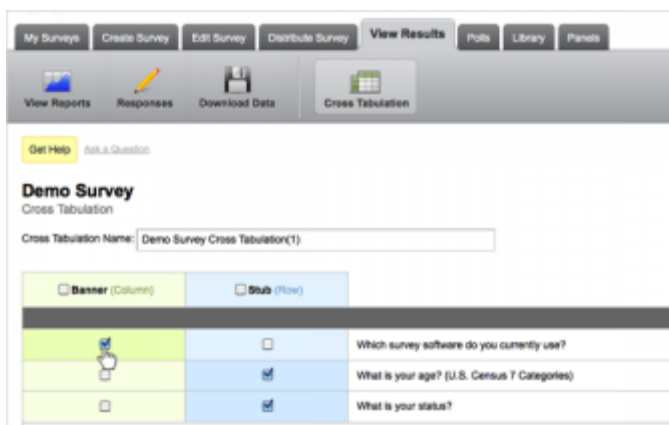 My Surveys Create Survey Edit Survey Distribute Survey View Results Polls Library Panels
View Reports Responses Download Data Cross Tabulation
Get Help Ask a Question
Demo Survey
Cross Tabulation
Cross Tabulation Name: Demo Survey Cross Tabulation(1)
Banner (Column) Stub (Row)
Which survey software do you currently use?
What is your age? (U.S. Census 7 Categories)
What is your status?